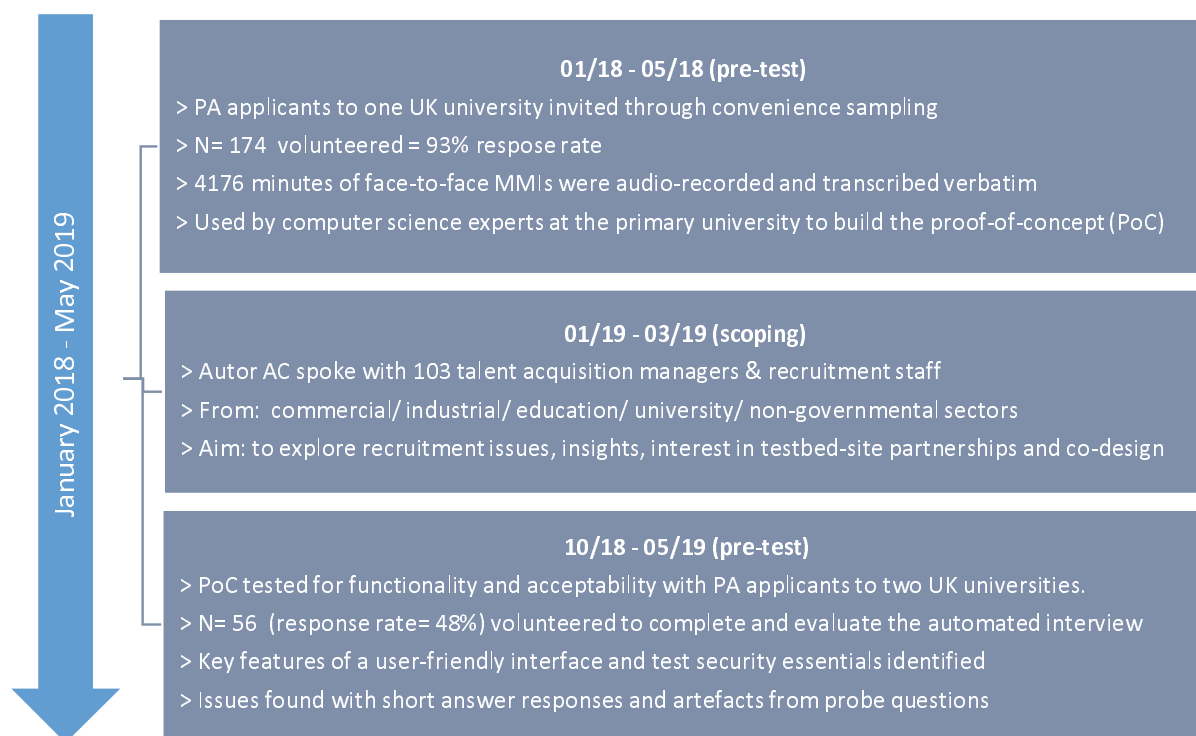 January 2018 - May 2019
01/18 - 05/18 (pre-test)
> PA applicants to one UK university invited through convenience sampling
> N= 174 volunteered = 93% respose rate
> 4176 minutes of face-to-face MMIs were audio-recorded and transcribed verbatim
> Used by computer science experts at the primary university to build the proof-of-concept (PoC)
01/19 - 03/19 (scoping)
> Autor AC spoke with 103 talent acquisition managers & recruitment staff
> From: commercial/ industrial/ education/ university/ non-governmental sectors
> Aim: to explore recruitment issues, insights, interest in testbed-site partnerships and co-design
10/18 - 05/19 (pre-test)
> PoC tested for functionality and acceptability with PA applicants to two UK universities.
> N= 56 (response rate= 48%) volunteered to complete and evaluate the automated interview
> Key features of a user-friendly interface and test security essentials identified
> Issues found with short answer responses and artefacts from probe questions